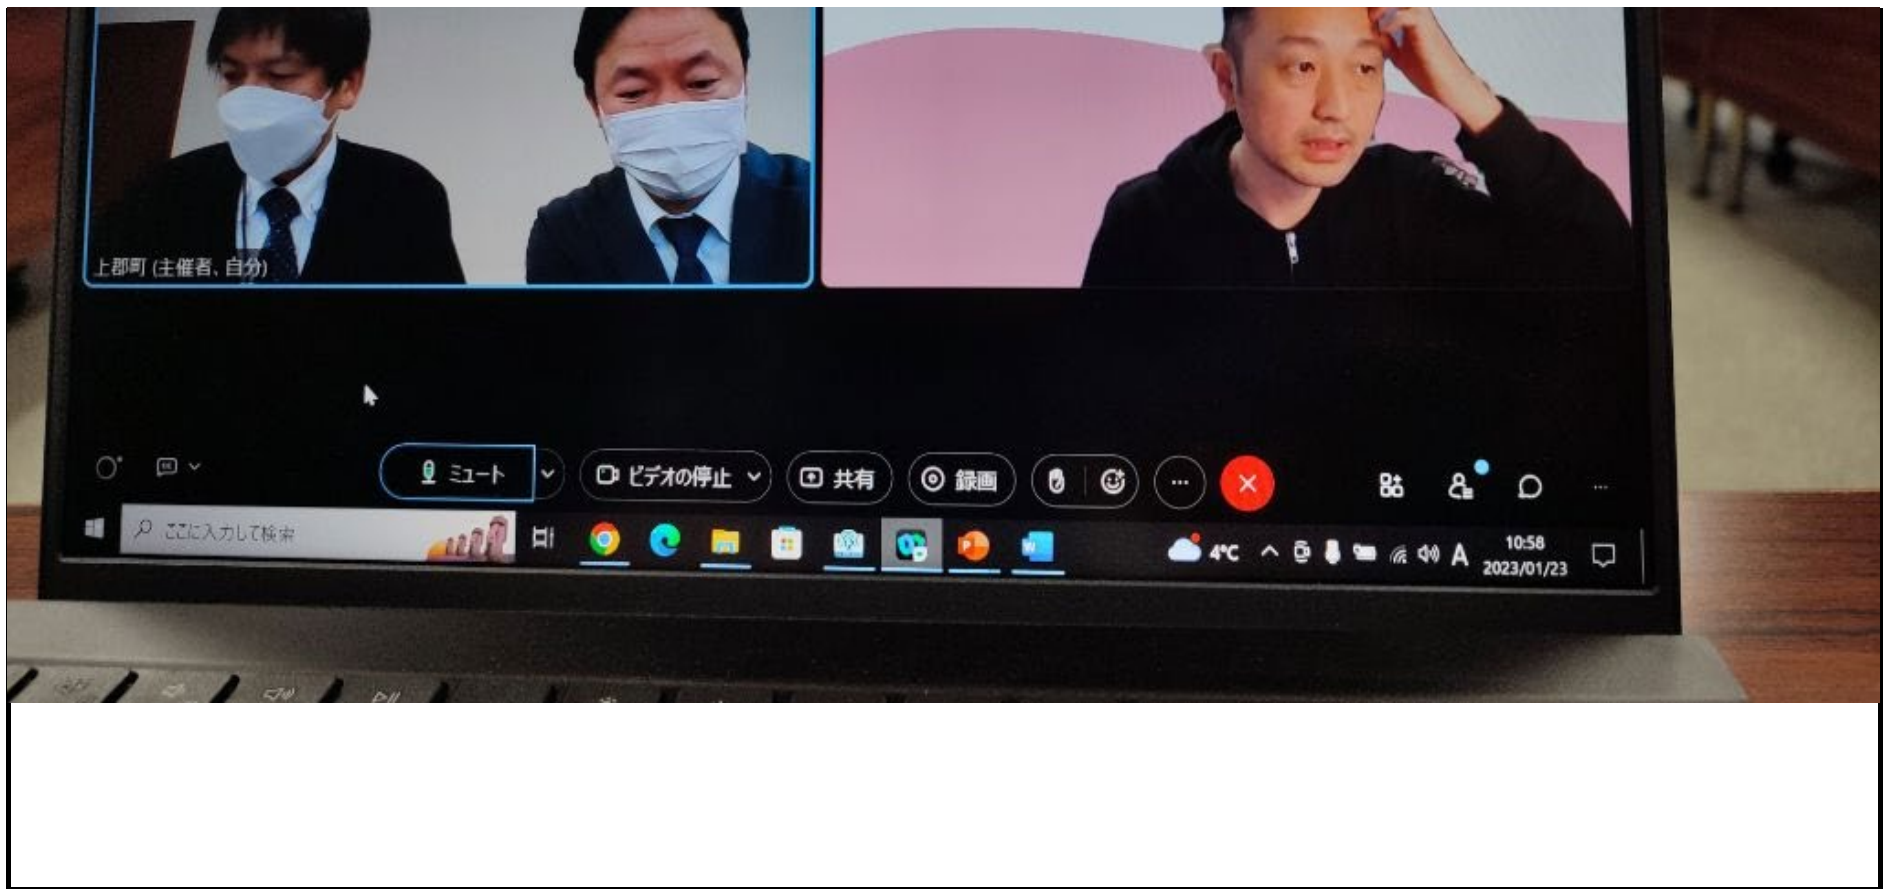 上郡町 (主催者、自分)
ミュート
ビデオの停止
共有
録画
ここに入力して検索
4℃
A
10:58
2023/01/23